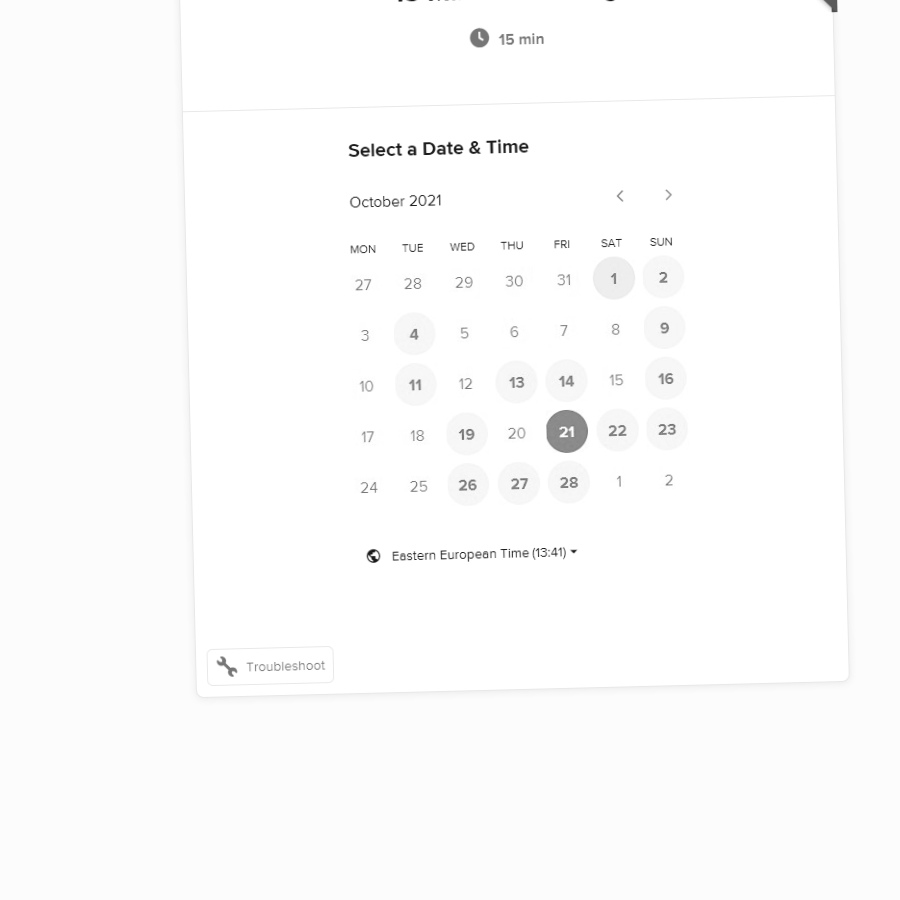 15 min
Select a Date & Time
October 2021
MON TUE WED THU FRI SAT SUN
27 28 29 30 31 1 2
3 4 5 6 7 8 9
10 11 12 13 14 15 16
17 18 19 20 21 22 23
24 25 26 27 28 1 2
Eastern European Time (13:41)
Troubleshoot